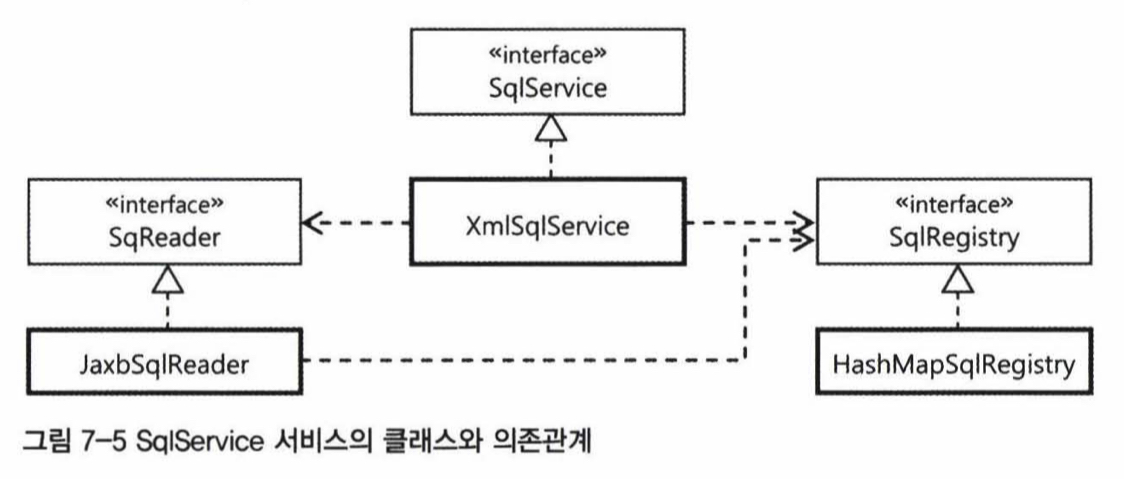 «interface»
SqlService
«interface»
SqReader
XmlSqlService
«interface»
SqlRegistry
JaxbSqlReader
HashMapSqlRegistry
그림 7-5 SqlService 서비스의 클래스와 의존관계